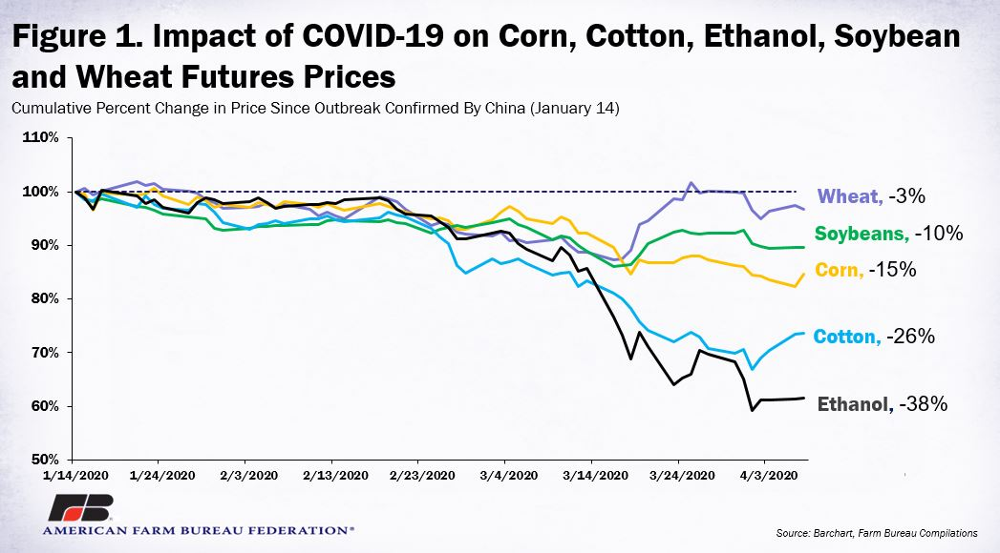 Figure 1. Impact of COVID-19 on Corn, Cotton, Ethanol, Soybean
and Wheat Futures Prices
Cumulative Percent Change in Price Since Outbreak Confirmed By China (January 14)
110%
100%
90%
80%
70%
60%
50%
Wheat, -3%
Soybeans, -10%
Corn, -15%
Cotton, -26%
Ethanol, -38%
1/14/2020 1/24/2020 2/3/2020 2/13/2020 2/23/2020 3/4/2020 3/14/2020 3/24/2020 4/3/2020
FB
AMERICAN FARM BUREAU FEDERATION®
Source: Barchart, Farm Bureau Compilations